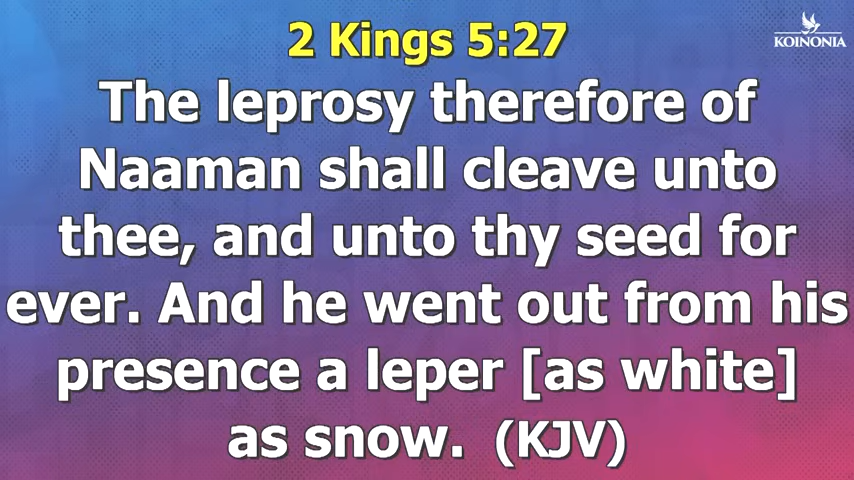 2 Kings 5:27
KOINONIA
The leprosy therefore of
Naaman shall cleave unto
thee, and unto thy seed for
ever. And he went out from his
presence a leper [as white]
as snow. (KJV)